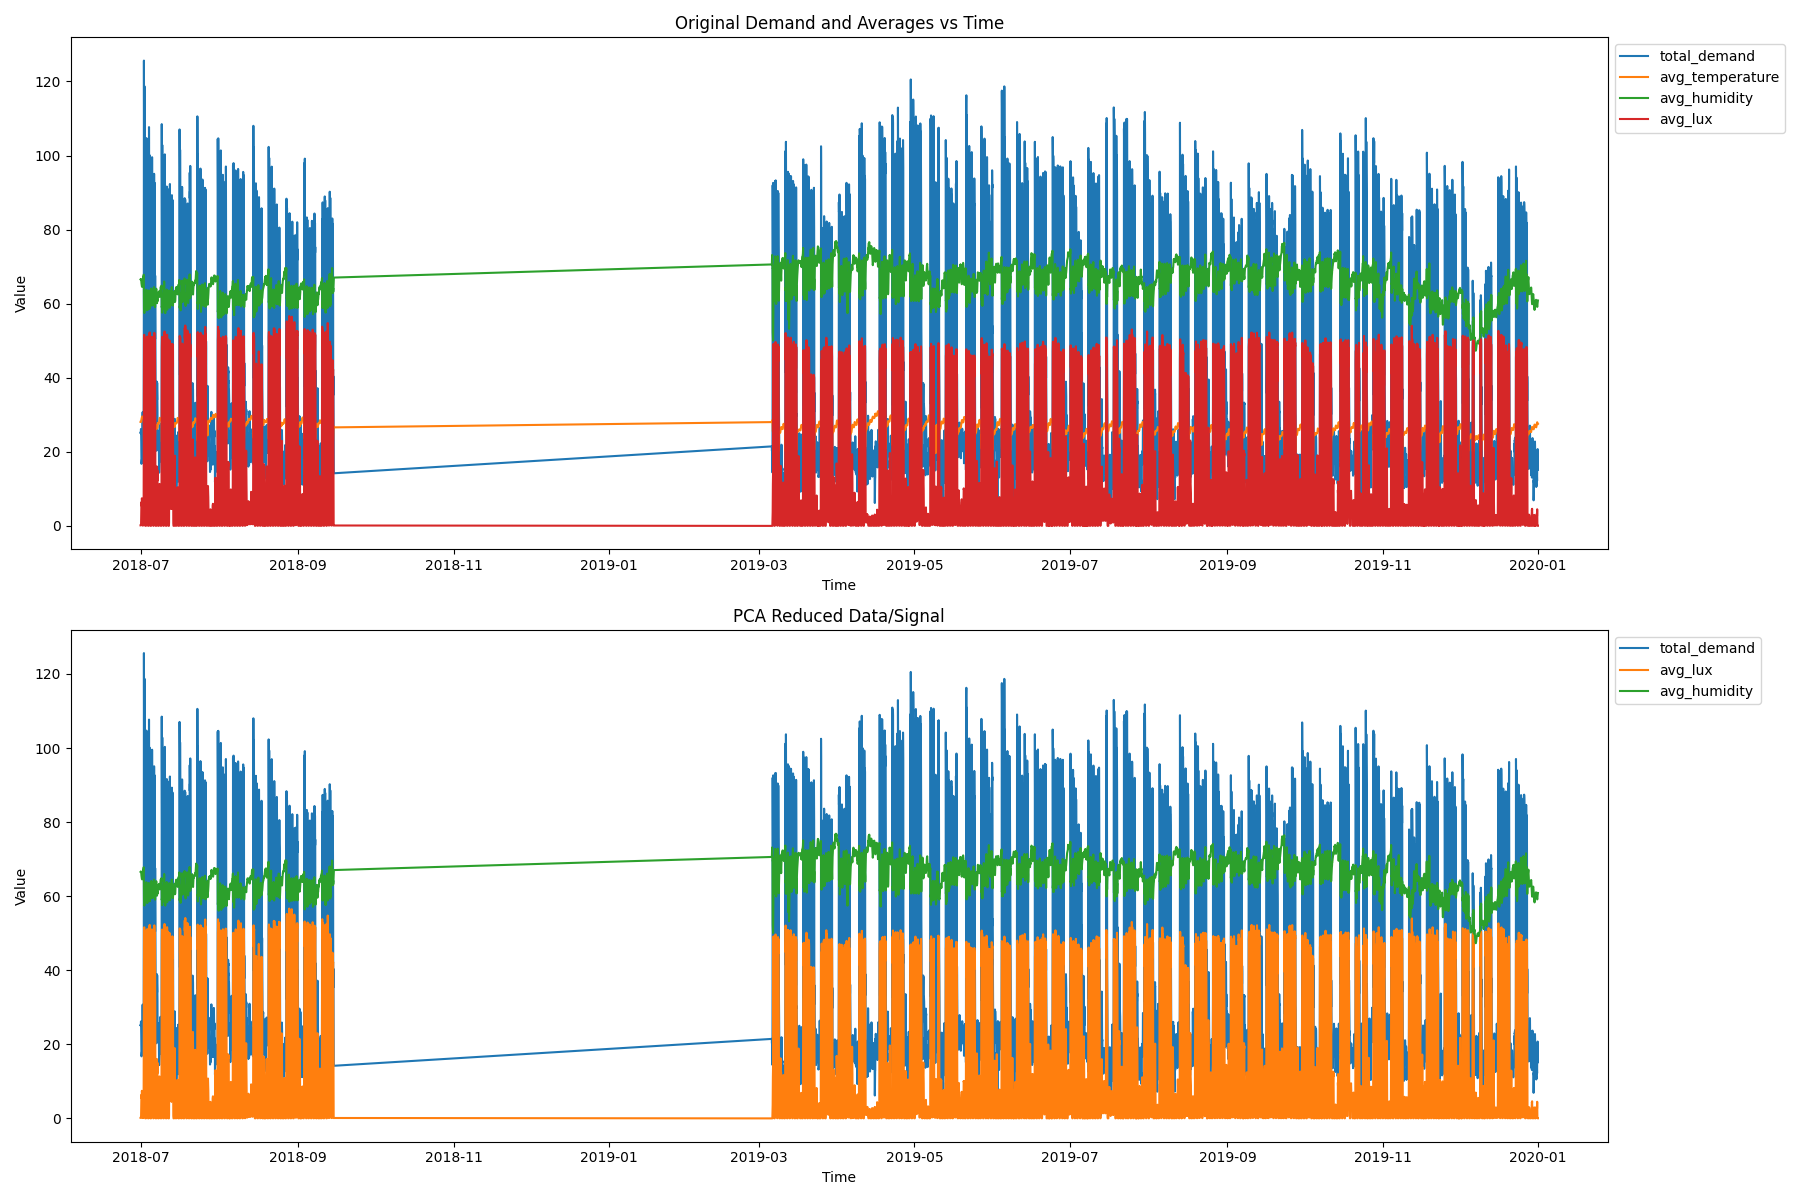 Original Demand and Averages vs Time
120
100
80
60
40
20
0
Value
total_demand
avg_temperature
avg_humidity
avg_lux
2018-07 2018-09 2018-11 2019-01 2019-03 2019-05 2019-07 2019-09 2019-11 2020-01
Time
PCA Reduced Data/Signal
120
100
80
60
40
20
0
Value
total_demand
avg_lux
avg_humidity
2018-07 2018-09 2018-11 2019-01 2019-03 2019-05 2019-07 2019-09 2019-11 2020-01
Time